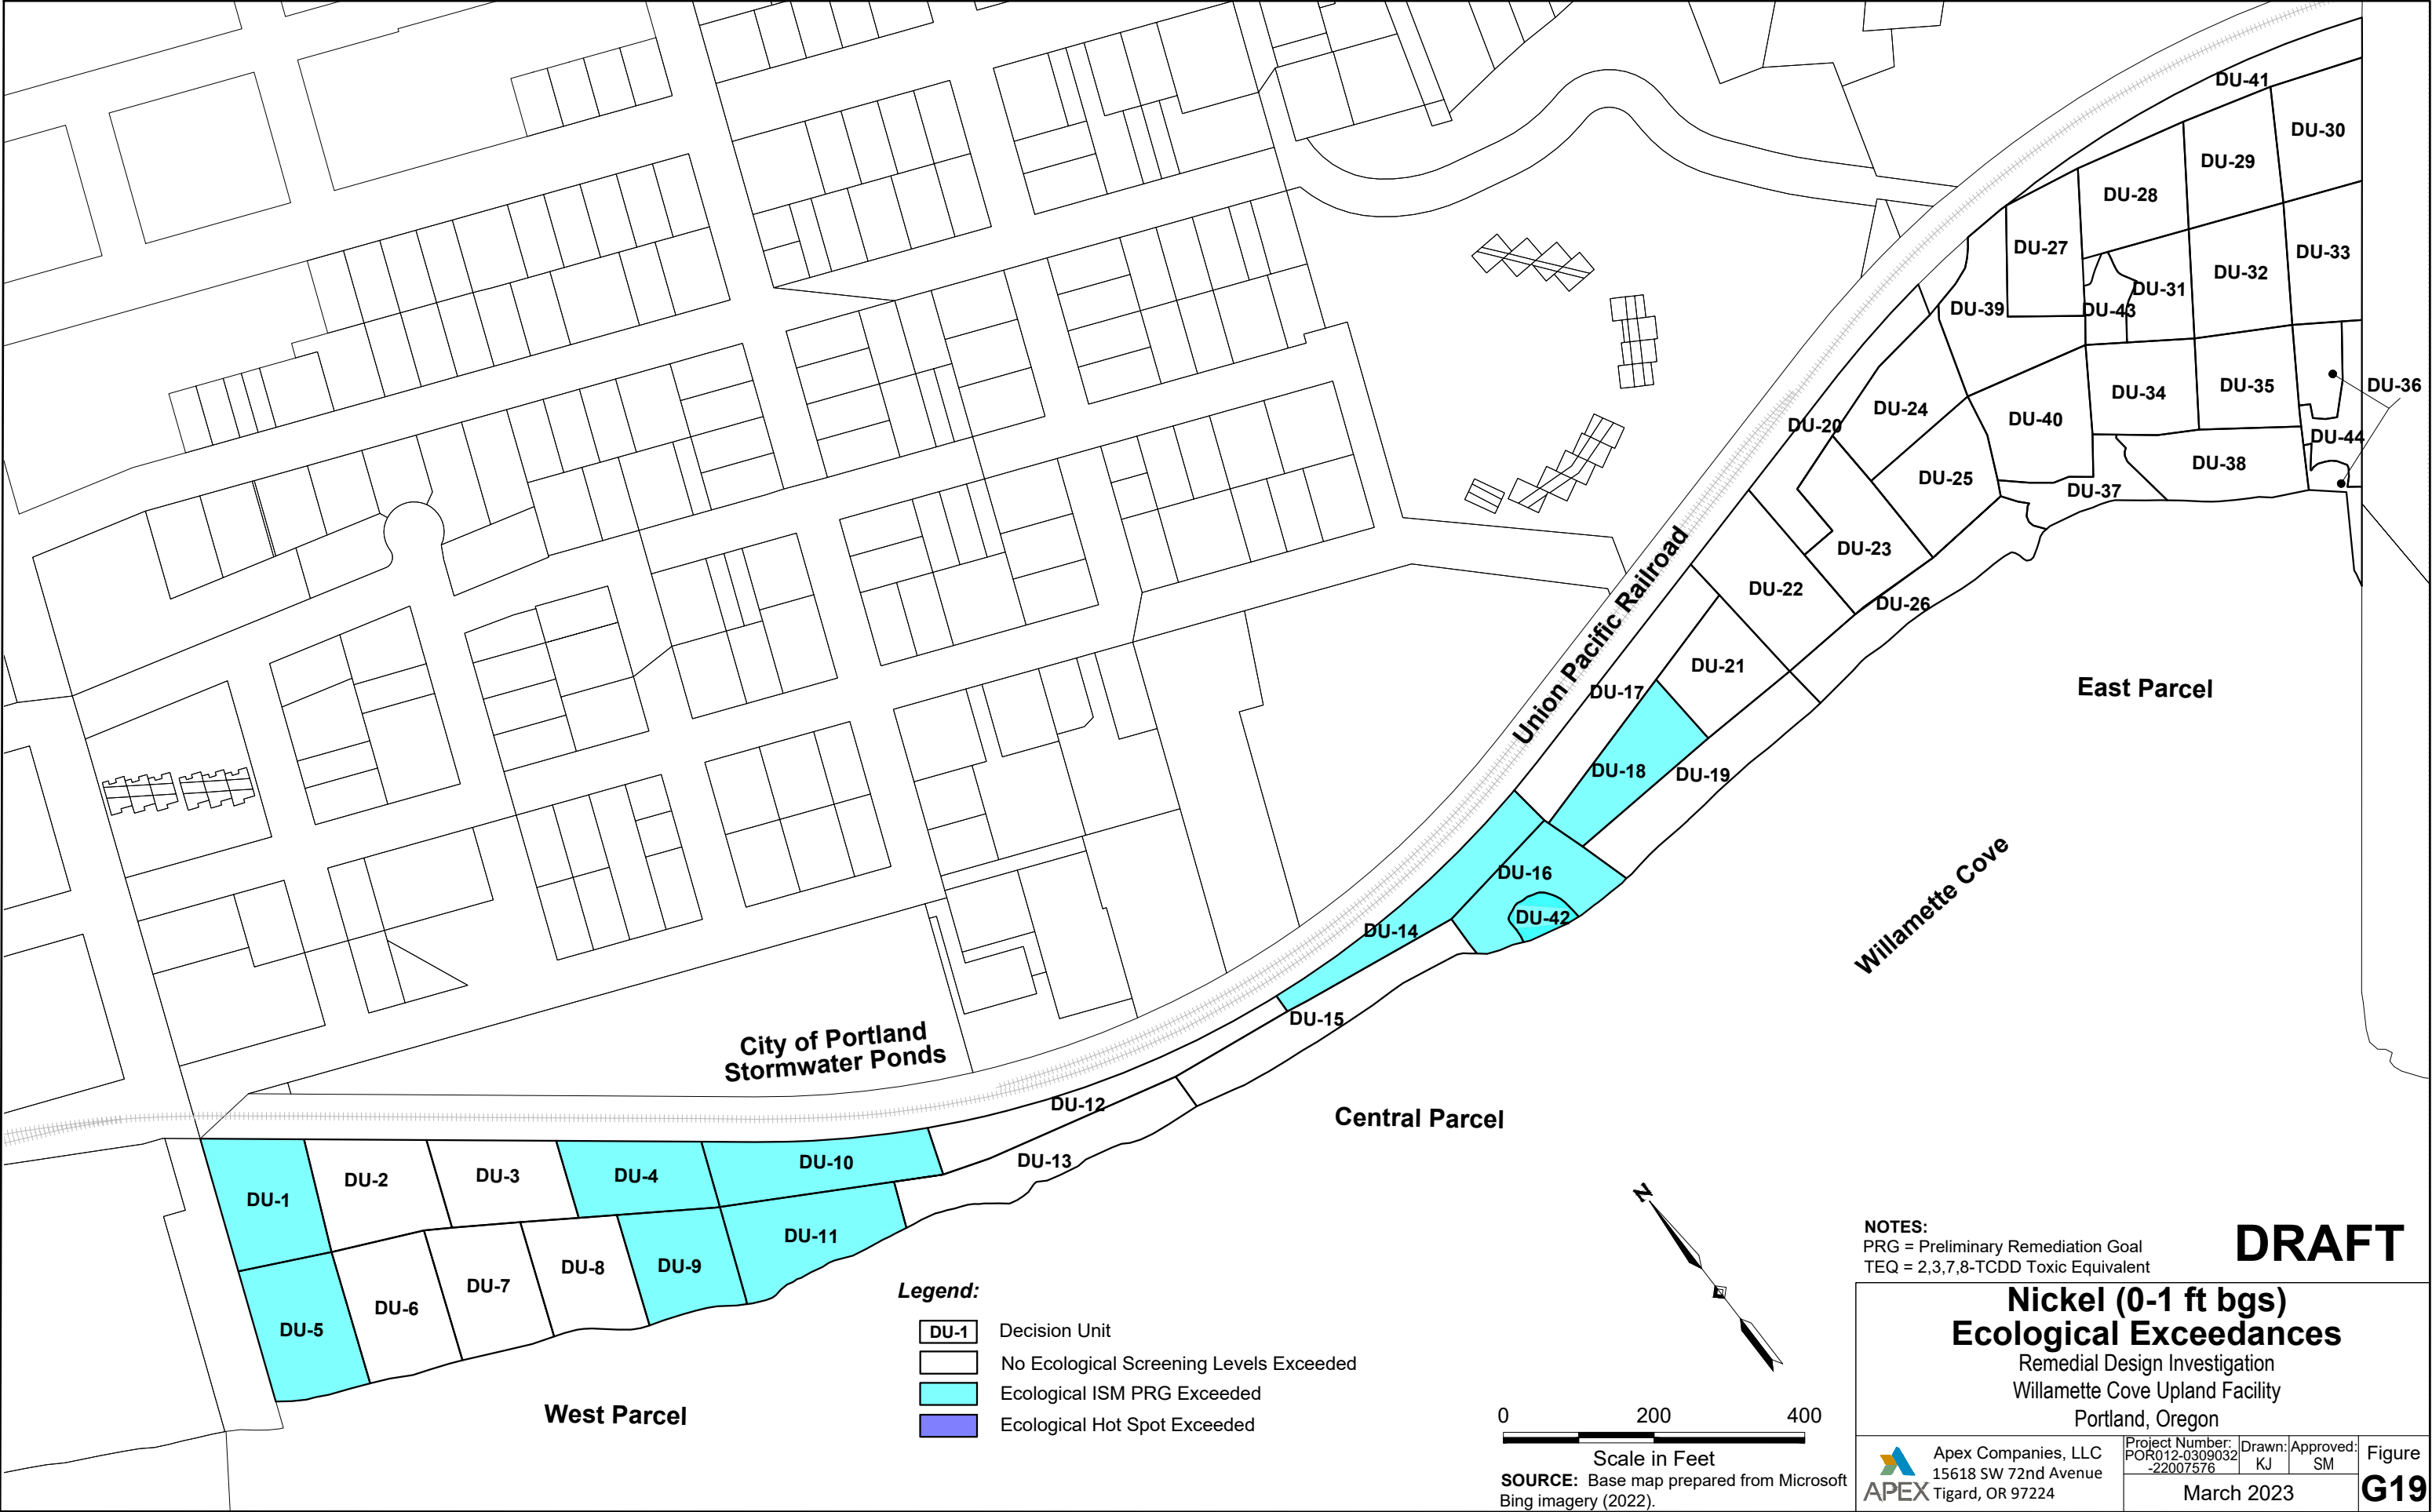 DU-41
DU-30
DU-29
DU-28
DU-27
DU-33
DU-32
DU-31
DU-43
DU-39
DU-36
DU-35
DU-34
DU-24
DU-40
DU-20
DU-44
DU-38
DU-25
DU-37
DU-23
DU-22
DU-26
Union Pacific Railroad
DU-21
East Parcel
DU-17
DU-18
DU-19
DU-16
DU-42
DU-14
Willamette Cove
DU-15
City of Portland
Stormwater Ponds
DU-12
Central Parcel
DU-13
DU-10
DU-4
DU-3
DU-2
DU-1
DU-11
DU-9
DU-8
DU-7
DU-6
DU-5
West Parcel
Legend:
DU-1 Decision Unit
No Ecological Screening Levels Exceeded
Ecological ISM PRG Exceeded
Ecological Hot Spot Exceeded
N
0 200 400
Scale in Feet
SOURCE: Base map prepared from Microsoft
Bing imagery (2022).
NOTES:
PRG = Preliminary Remediation Goal
TEQ = 2,3,7,8-TCDD Toxic Equivalent
DRAFT
Nickel (0-1 ft bgs)
Ecological Exceedances
Remedial Design Investigation
Willamette Cove Upland Facility
Portland, Oregon
APEX
Apex Companies, LLC
15618 SW 72nd Avenue
Tigard, OR 97224
Project Number:
POR012-0309032
-22007576
Drawn:
KJ
Approved:
SM
March 2023
Figure
G19